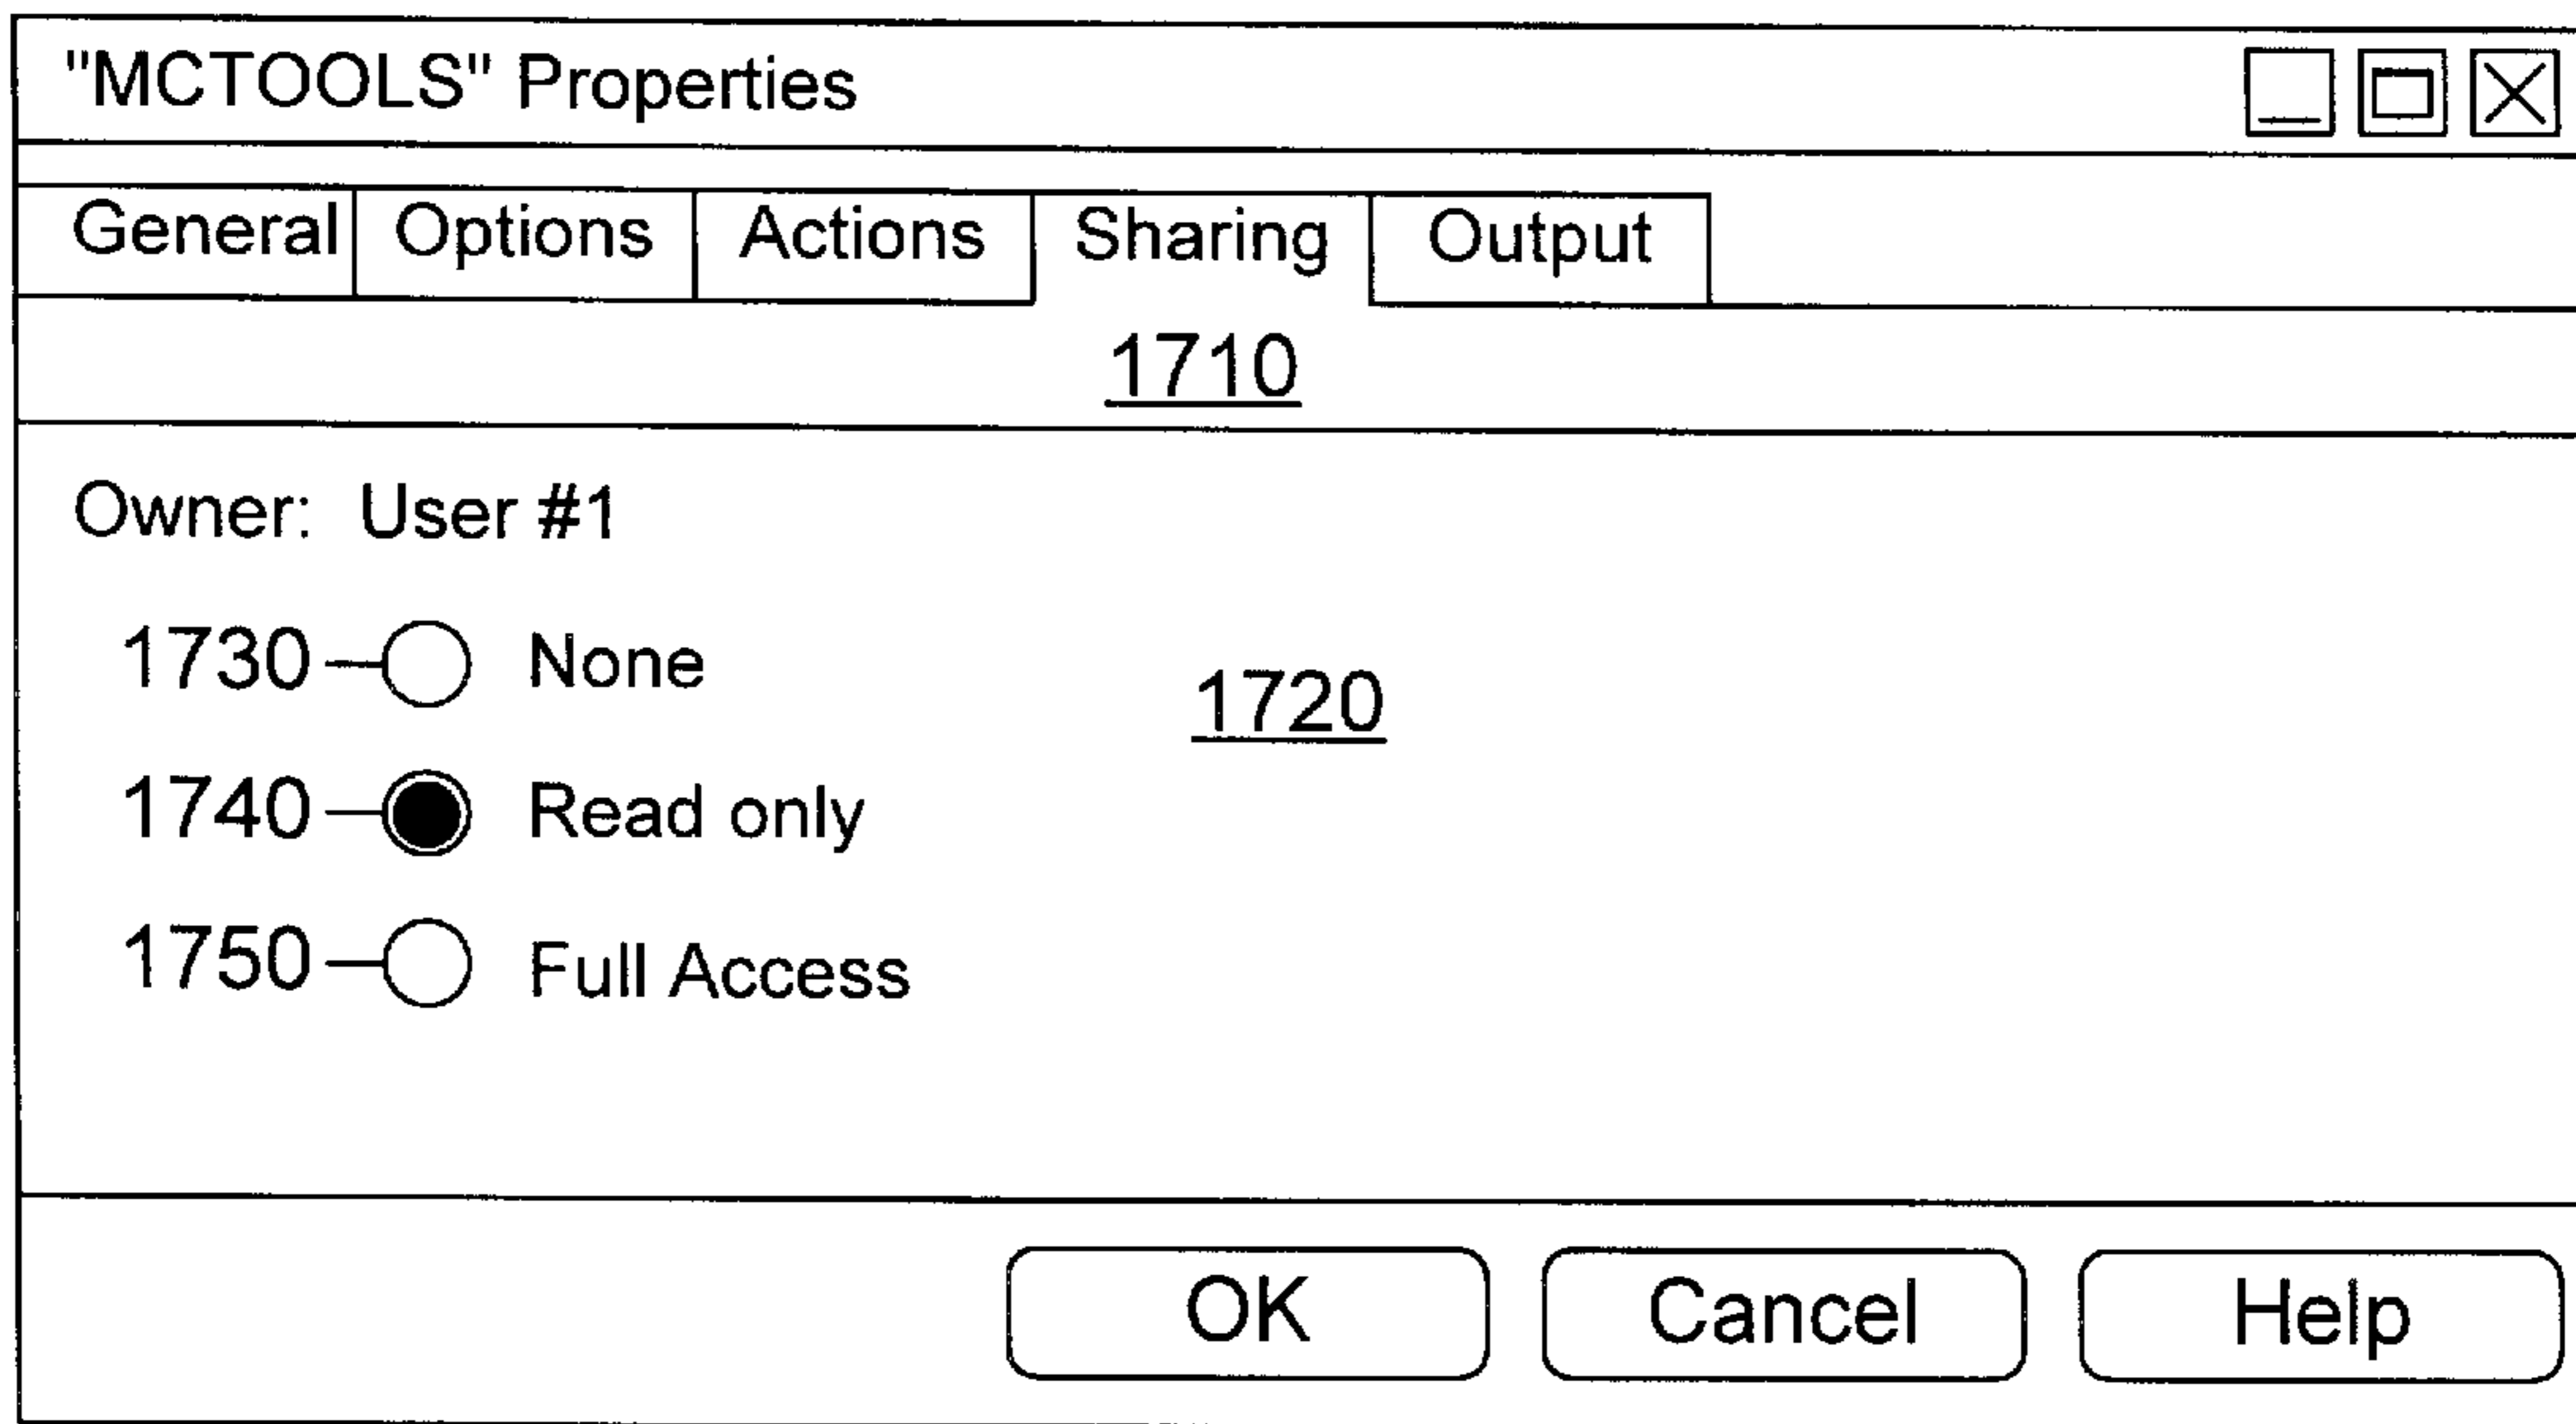 "MCTOOLS" Properties
General Options Actions Sharing Output
1710
Owner: User #1
1730 None
1720
1740 Read only
1750 Full Access
OK Cancel Help